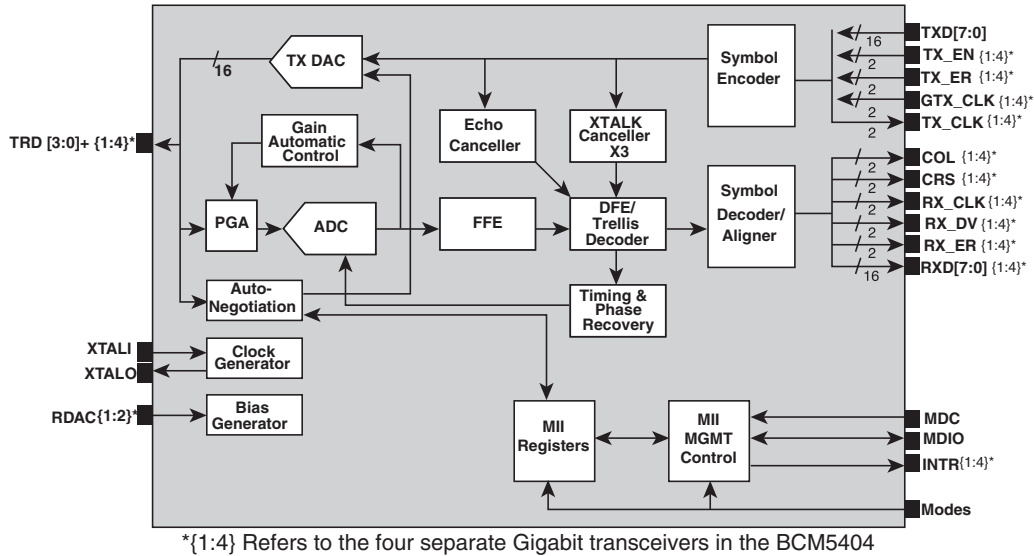 TXD[7:0]
TX_EN {1:4}*
TX_ER {1:4}*
GTX_CLK {1:4}*
TX_CLK {1:4}*
16
2
2
2
2
Symbol
Encoder
TX DAC
16
TRD [3:0]+ {1:4}*
Gain
Automatic
Control
Echo
Canceller
XTALK
Canceller
X3
PGA
ADC
FFE
DFE/
Trellis
Decoder
Symbol
Decoder/
Aligner
COL {1:4}*
CRS {1:4}*
RX_CLK {1:4}*
RX_DV {1:4}*
RX_ER {1:4}*
RXD[7:0] {1:4}*
2
2
2
2
2
16
Auto-
Negotiation
Timing &
Phase
Recovery
XTALI
XTALO
Clock
Generator
RDAC{1:2}*
Bias
Generator
MII
Registers
MII
MGMT
Control
MDC
MDIO
INTR{1:4}*
Modes
*{1:4} Refers to the four separate Gigabit transceivers in the BCM5404